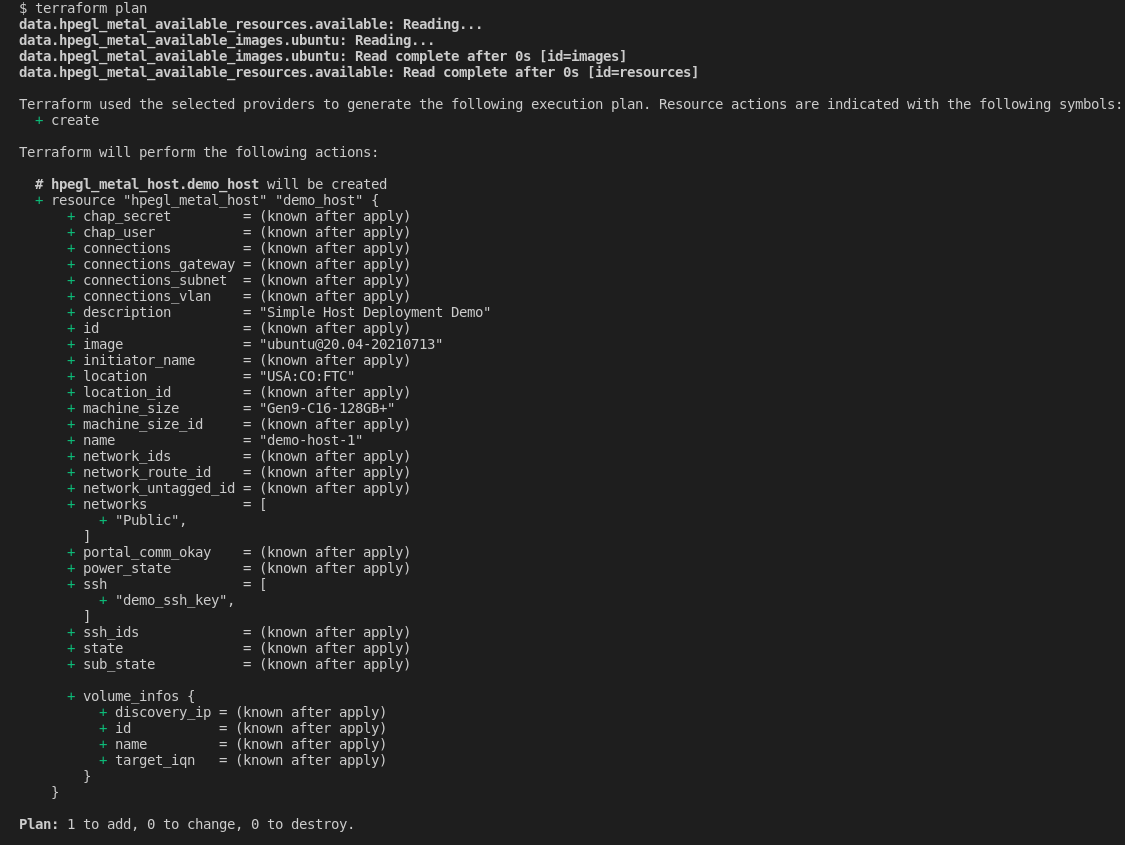 $ terraform plan
data.hpegl_metal_available_resources.available: Reading...
data.hpegl_metal_available_images.ubuntu: Reading...
data.hpegl_metal_available_images.ubuntu: Read complete after 0s [id=images]
data.hpegl_metal_available_resources.available: Read complete after 0s [id=resources]

Terraform used the selected providers to generate the following execution plan. Resource actions are indicated with the following symbols:
  + create

Terraform will perform the following actions:

  # hpegl_metal_host.demo_host will be created
  + resource "hpegl_metal_host" "demo_host" {
      + chap_secret         = (known after apply)
      + chap_user           = (known after apply)
      + connections         = (known after apply)
      + connections_gateway = (known after apply)
      + connections_subnet  = (known after apply)
      + connections_vlan    = (known after apply)
      + description         = "Simple Host Deployment Demo"
      + id                  = (known after apply)
      + image               = "ubuntu@20.04-20210713"
      + initiator_name      = (known after apply)
      + location            = "USA:CO:FTC"
      + location_id         = (known after apply)
      + machine_size        = "Gen9-C16-128GB+"
      + machine_size_id     = (known after apply)
      + name                = "demo-host-1"
      + network_ids         = (known after apply)
      + network_route_id    = (known after apply)
      + network_untagged_id = (known after apply)
      + networks            = [
          + "Public",
        ]
      + portal_comm_okay    = (known after apply)
      + power_state         = (known after apply)
      + ssh                 = [
          + "demo_ssh_key",
        ]
      + ssh_ids             = (known after apply)
      + state               = (known after apply)
      + sub_state           = (known after apply)

      + volume_infos {
          + discovery_ip = (known after apply)
          + id           = (known after apply)
          + name         = (known after apply)
          + target_iqn   = (known after apply)
        }
    }

Plan: 1 to add, 0 to change, 0 to destroy.